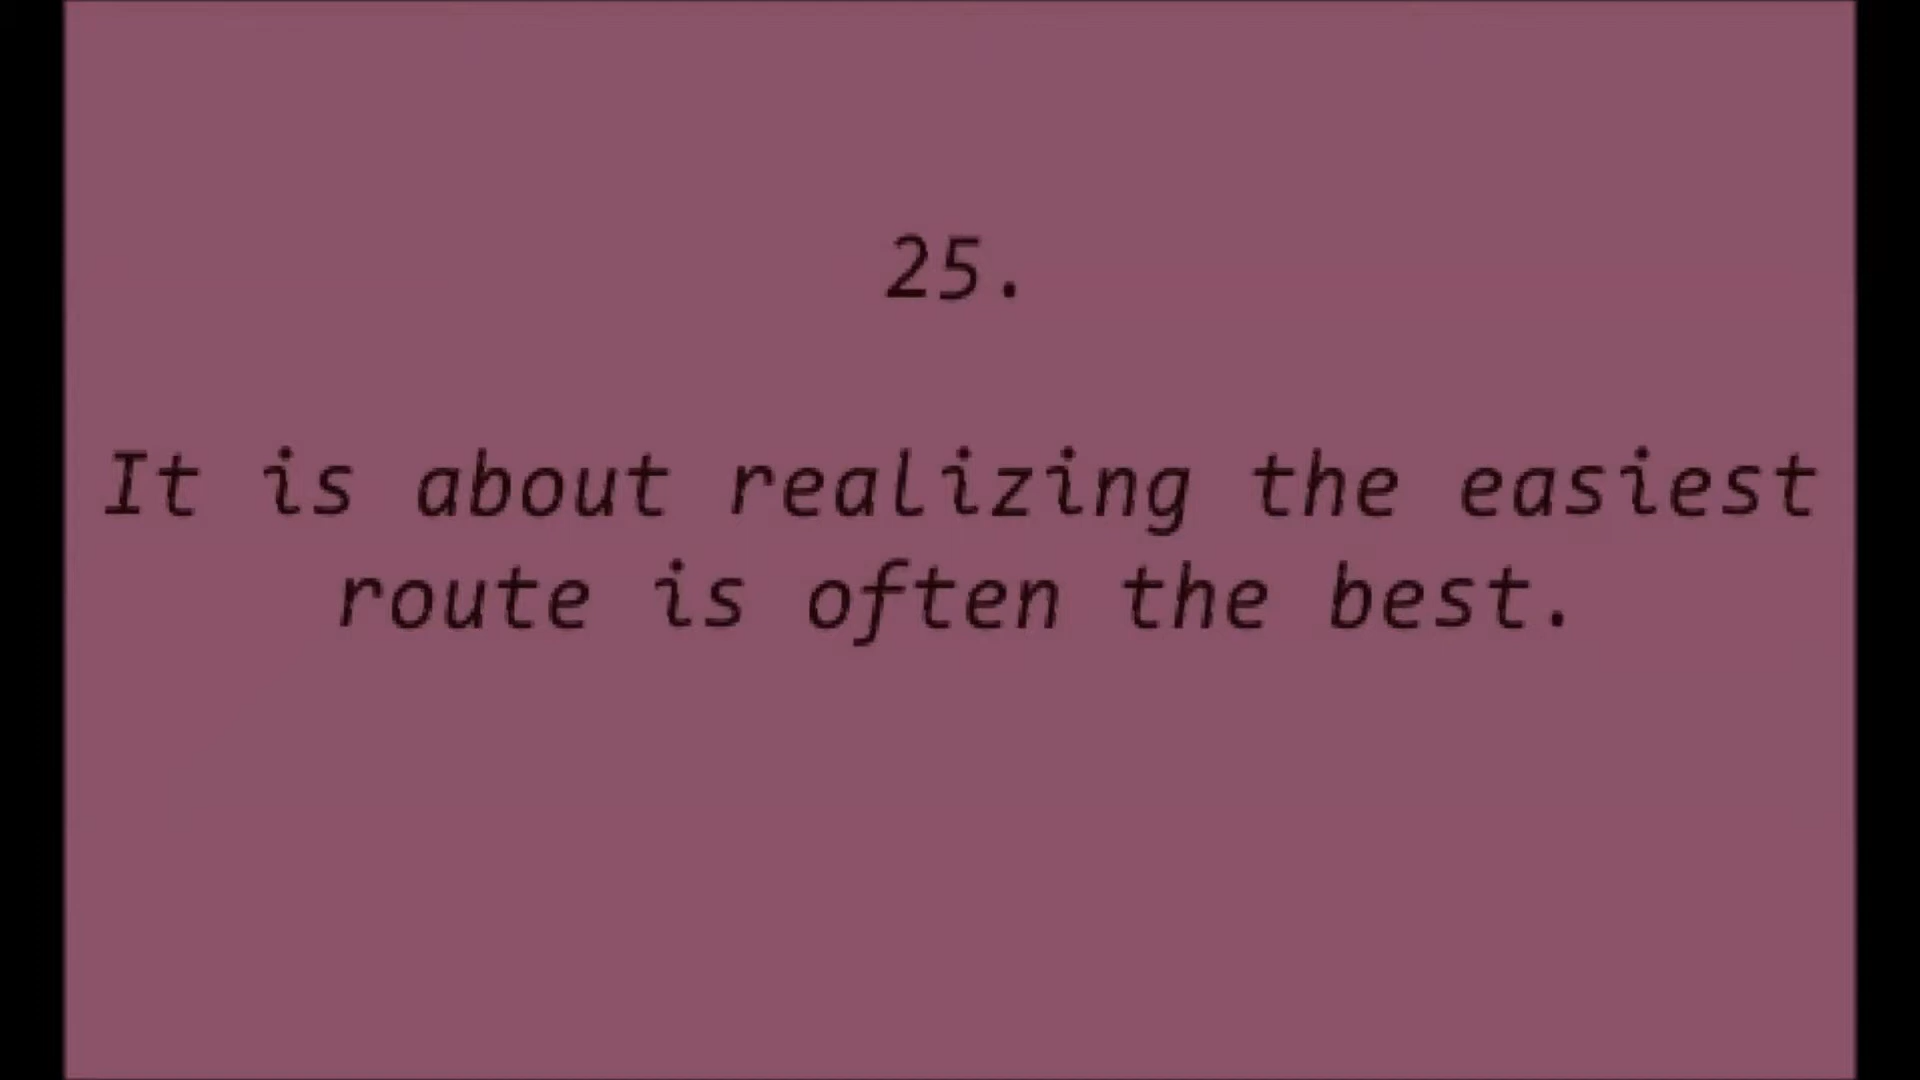 25.
It is about realizing the easiest
route is often the best.